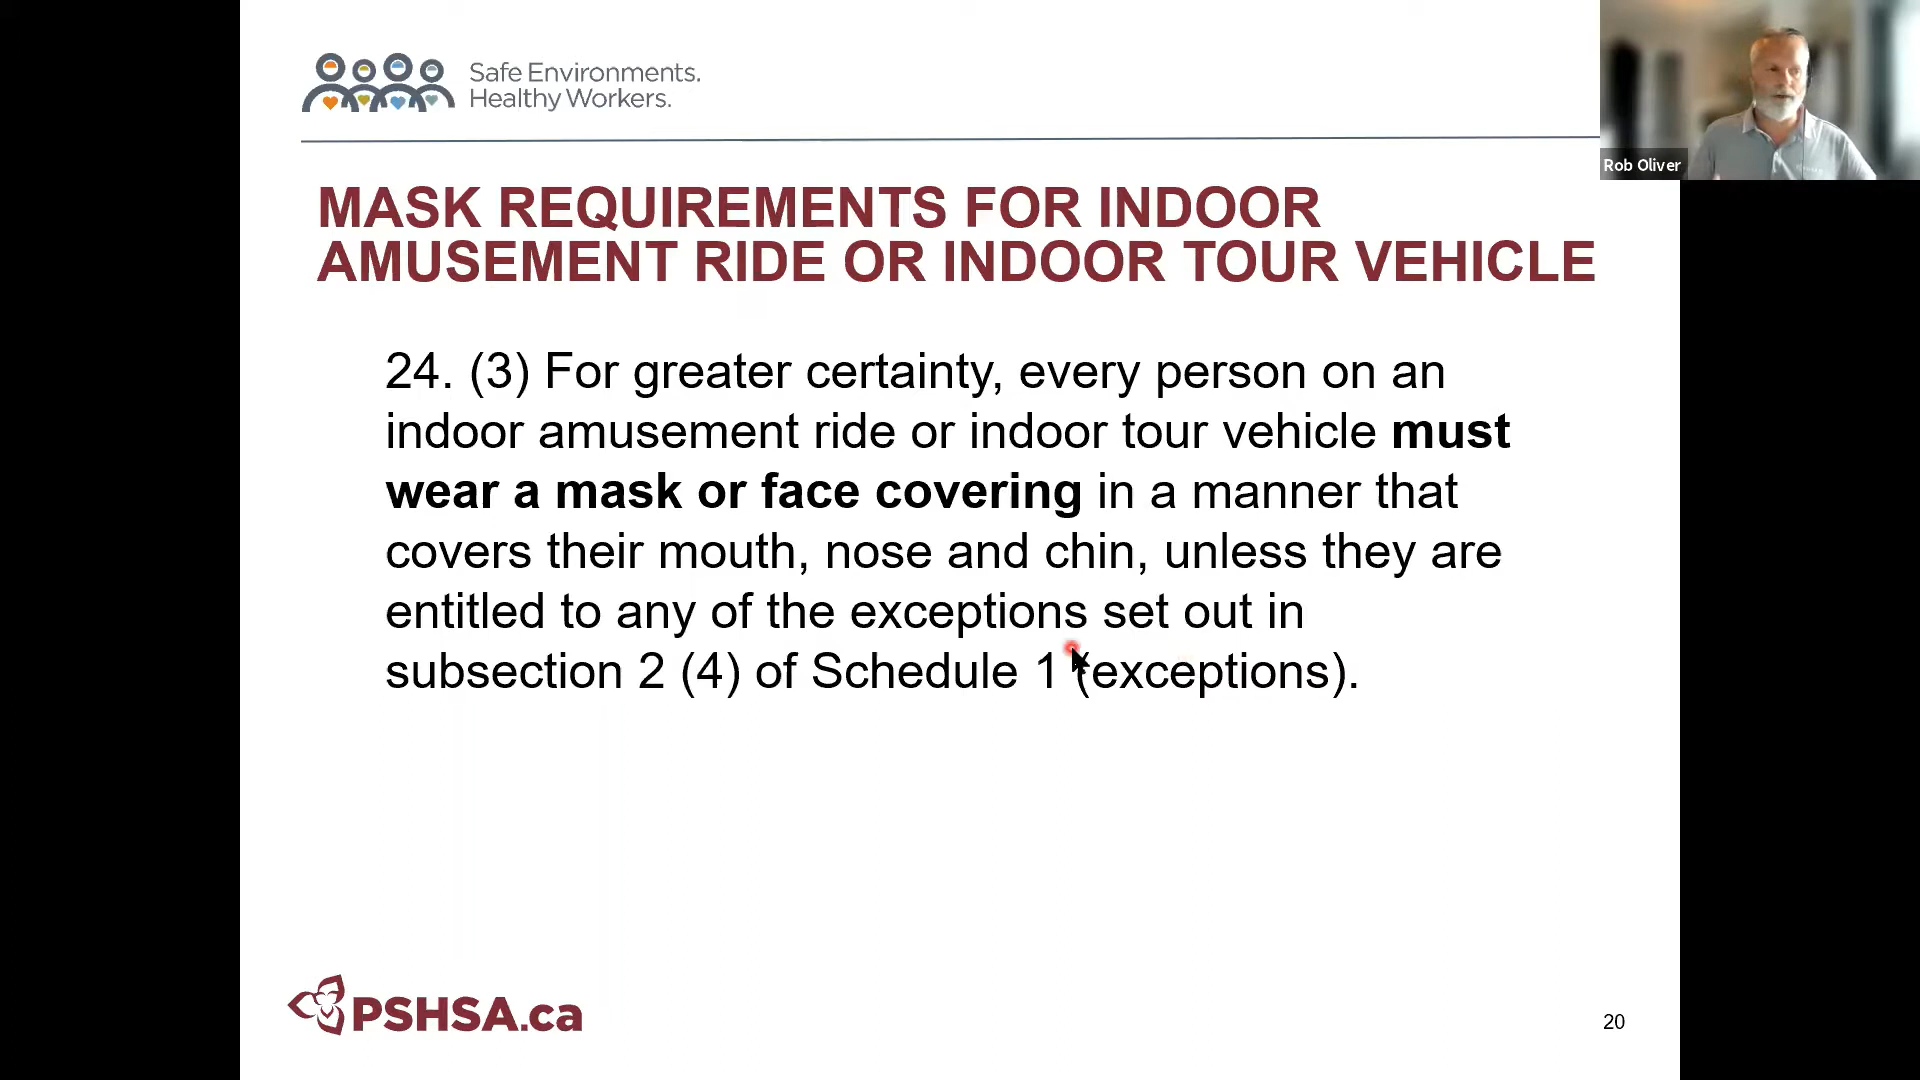 Safe Environments.
Healthy Workers.
Rob Oliver
MASK REQUIREMENTS FOR INDOOR
AMUSEMENT RIDE OR INDOOR TOUR VEHICLE
24. (3) For greater certainty, every person on an
indoor amusement ride or indoor tour vehicle must
wear a mask or face covering in a manner that
covers their mouth, nose and chin, unless they are
entitled to any of the exceptions set out in
subsection 2 (4) of Schedule 1 (exceptions).
PSHSA.ca
20